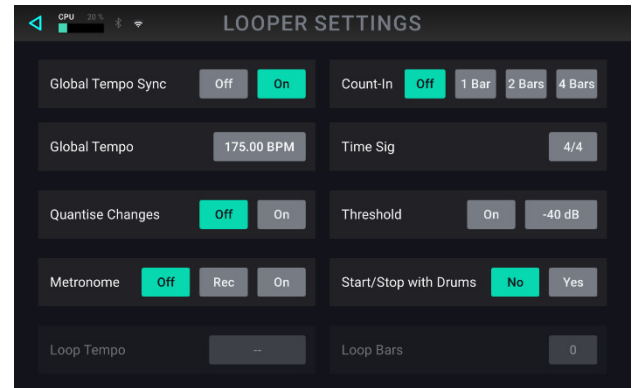 CPU 20 % LOOPER SETTINGS
Global Tempo Sync Off On
Count-In Off 1 Bar 2 Bars 4 Bars
Global Tempo 175.00 BPM
Time Sig 4/4
Quantise Changes Off On
Threshold On -40 dB
Metronome Off Rec On
Start/Stop with Drums No Yes
Loop Tempo --
Loop Bars 0